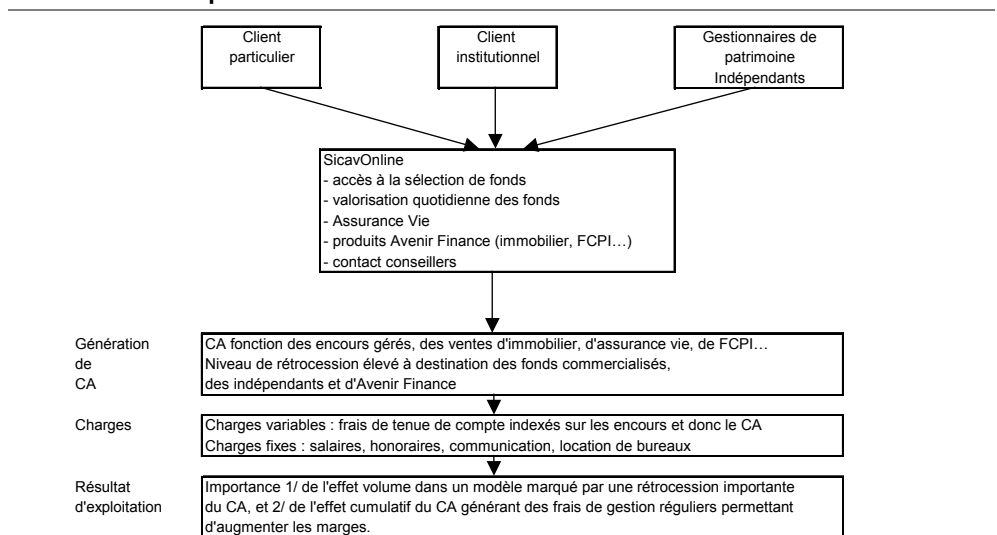 Client
particulier
Client
institutionnel
Gestionnaires de
patrimoine
Indépendants
SicavOnline
- accès à la sélection de fonds
- valorisation quotidienne des fonds
- Assurance Vie
- produits Avenir Finance (immobilier, FCPI…)
- contact conseillers
Génération
de
CA
CA fonction des encours gérés, des ventes d'immobilier, d'assurance vie, de FCPI…
Niveau de rétrocession élevé à destination des fonds commercialisés,
des indépendants et d'Avenir Finance
Charges
Charges variables : frais de tenue de compte indexés sur les encours et donc le CA
Charges fixes : salaires, honoraires, communication, location de bureaux
Résultat
d'exploitation
Importance 1/ de l'effet volume dans un modèle marqué par une rétrocession importante
du CA, et 2/ de l'effet cumulatif du CA générant des frais de gestion réguliers permettant
d'augmenter les marges.